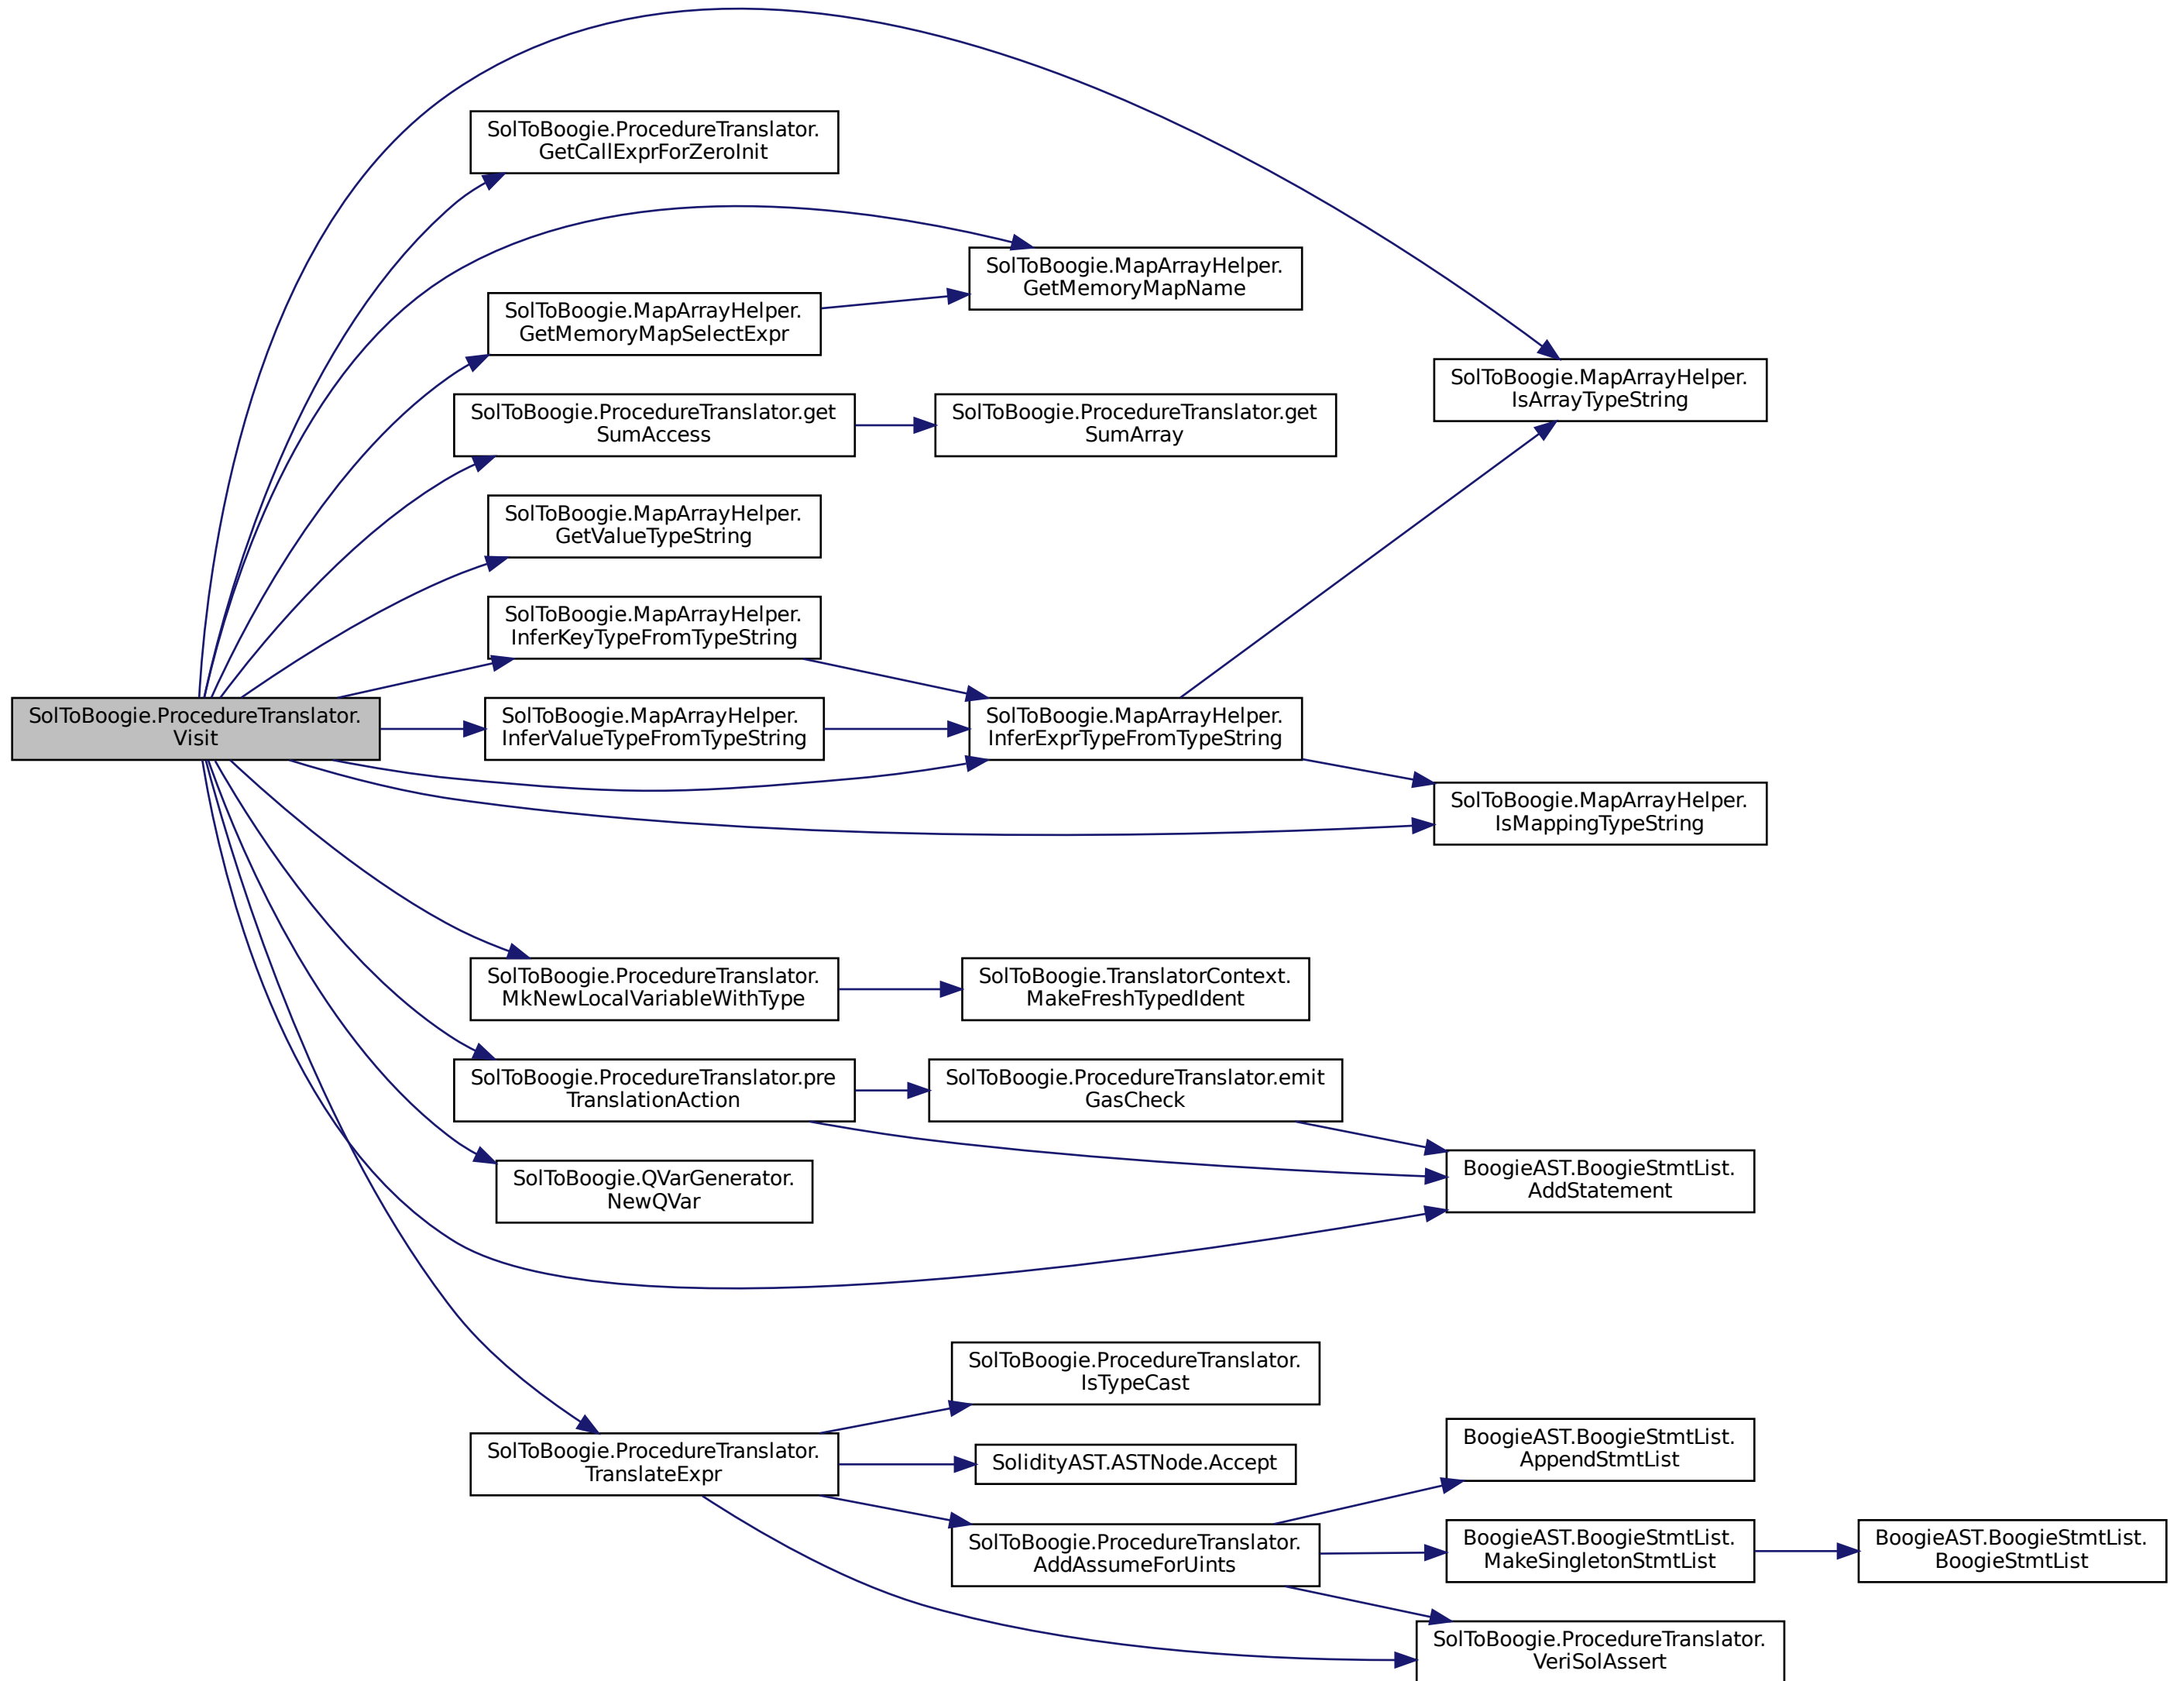 SolToBoogie.ProcedureTranslator.
GetCallExprForZeroInit
SolToBoogie.MapArrayHelper.
GetMemoryMapName
SolToBoogie.MapArrayHelper.
GetMemoryMapSelectExpr
SolToBoogie.MapArrayHelper.
IsArrayTypeString
SolToBoogie.ProcedureTranslator.get
SumAccess
SolToBoogie.ProcedureTranslator.get
SumArray
SolToBoogie.MapArrayHelper.
GetValueTypeString
SolToBoogie.MapArrayHelper.
InferKeyTypeFromTypeString
SolToBoogie.ProcedureTranslator.
Visit
SolToBoogie.MapArrayHelper.
InferValueTypeFromTypeString
SolToBoogie.MapArrayHelper.
InferExprTypeFromTypeString
SolToBoogie.MapArrayHelper.
IsMappingTypeString
SolToBoogie.ProcedureTranslator.
MkNewLocalVariableWithType
SolToBoogie.TranslatorContext.
MakeFreshTypedIdent
SolToBoogie.ProcedureTranslator.pre
TranslationAction
SolToBoogie.ProcedureTranslator.emit
GasCheck
SolToBoogie.QVarGenerator.
NewQVar
BoogieAST.BoogieStmtList.
AddStatement
SolToBoogie.ProcedureTranslator.
IsTypeCast
SolToBoogie.ProcedureTranslator.
TranslateExpr
SolidityAST.ASTNode.Accept
BoogieAST.BoogieStmtList.
AppendStmtList
SolToBoogie.ProcedureTranslator.
AddAssumeForUints
BoogieAST.BoogieStmtList.
MakeSingletonStmtList
BoogieAST.BoogieStmtList.
BoogieStmtList
SolToBoogie.ProcedureTranslator.
VeriSolAssert